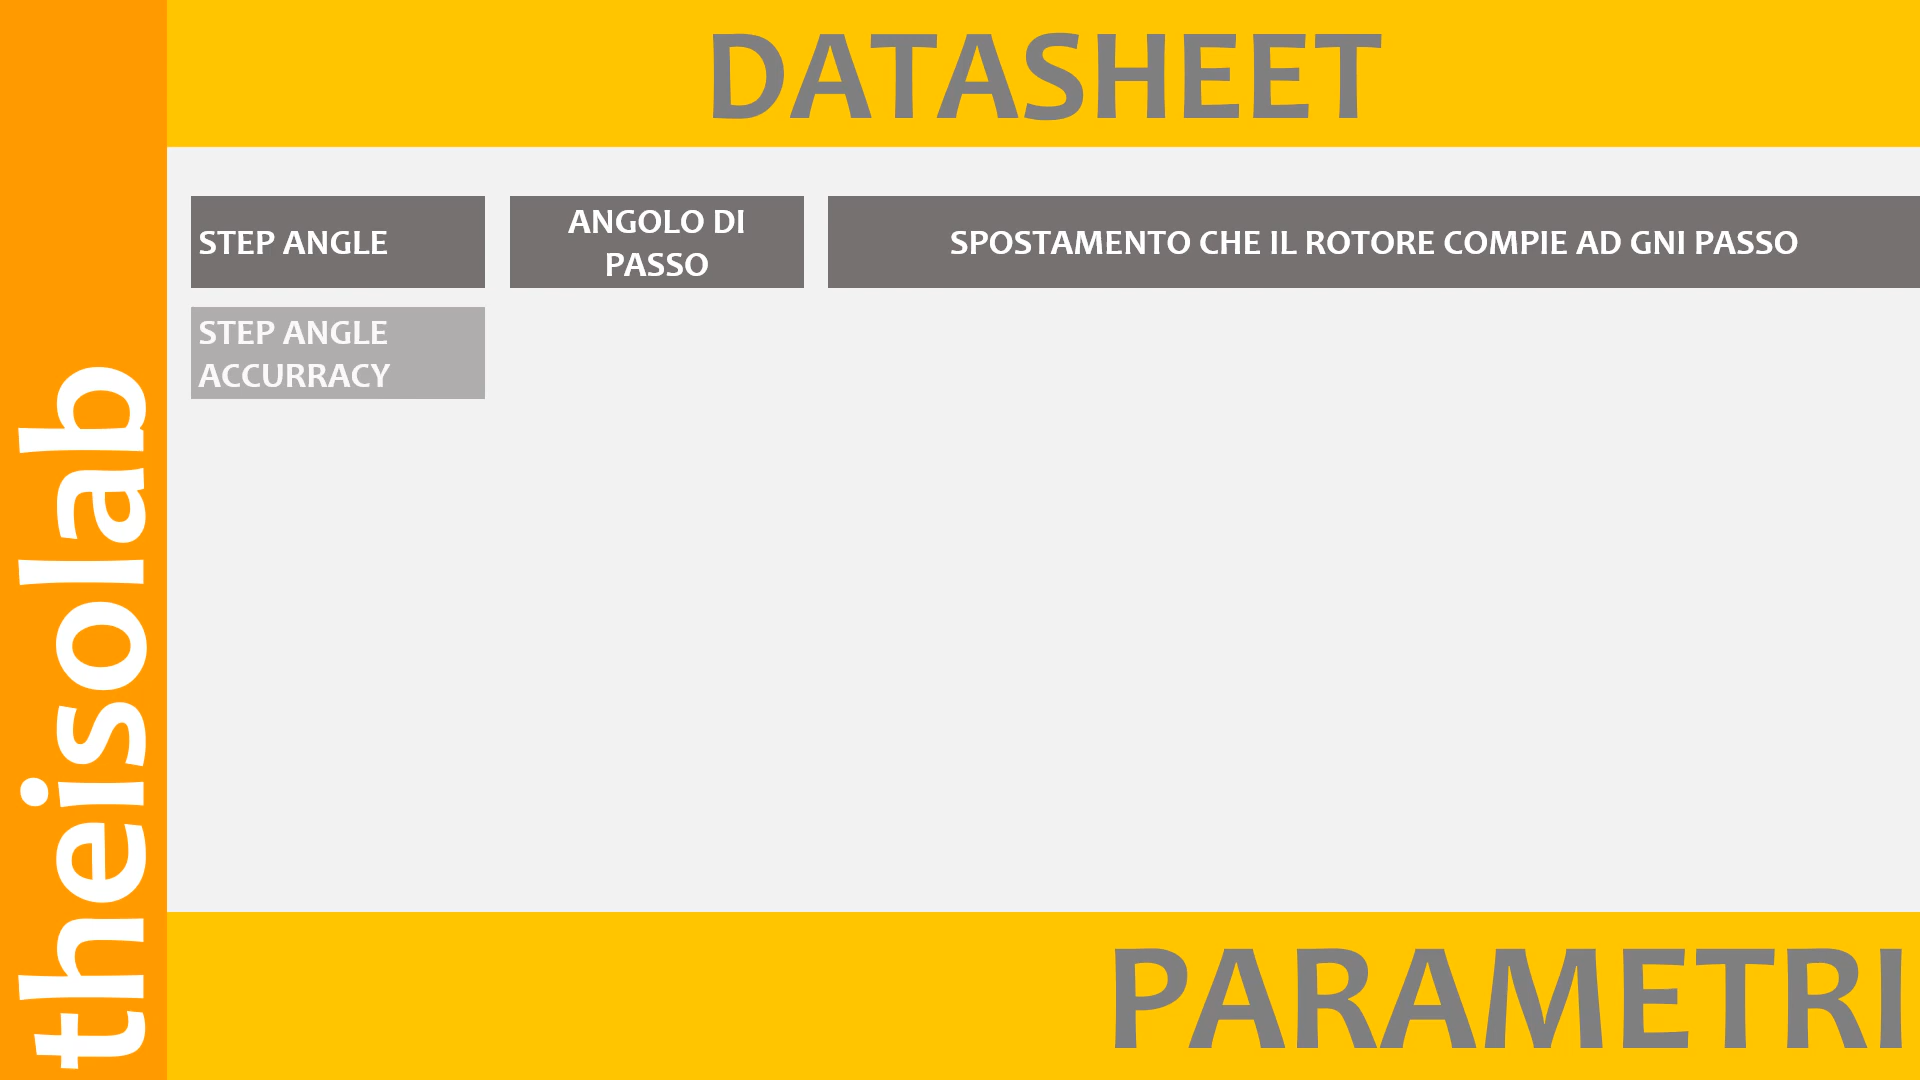 DATASHEET
STEP ANGLE
ANGOLO DI
PASSO
SPOSTAMENTO CHE IL ROTORE COMPIE AD GNI PASSO
STEP ANGLE
ACCURRACY
theisolab
PARAMETRI